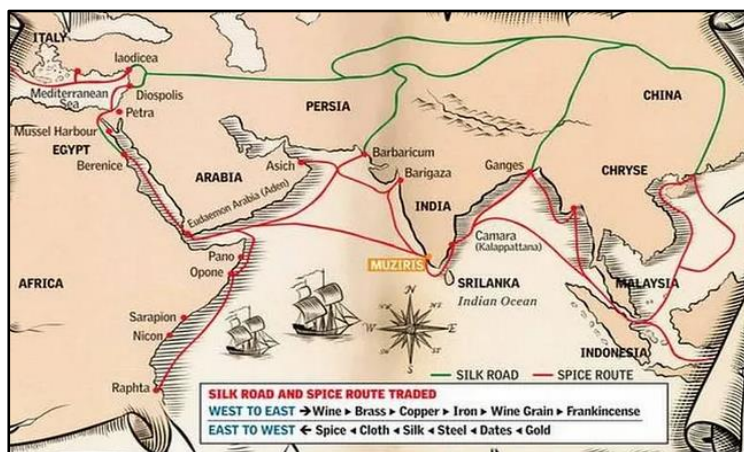 ITALY
Iaodicea
Mediterranean
Sea
Diospolis
Petra
Mussel Harbour
EGYPT
Berenice
PERSIA
CHINA
Barbaricum
ARABIA
Asich
Barigaza
Ganges
CHRYSE
Eudaemon Arabia (Aden)
INDIA
Camara
(Kalappattana)
Pano
Opone
MUZIRIS
SRILANKA
Indian Ocean
MALAYSIA
AFRICA
Sarapion
Nicon
N
W
E
S
INDONESIA
Raphta
SILK ROAD
SPICE ROUTE
SILK ROAD AND SPICE ROUTE TRADED
WEST TO EAST → Wine ▸ Brass ▸ Copper ▸ Iron ▸ Wine Grain ▸ Frankincense
EAST TO WEST ← Spice ◂ Cloth ◂ Silk ◂ Steel ◂ Dates ◂ Gold